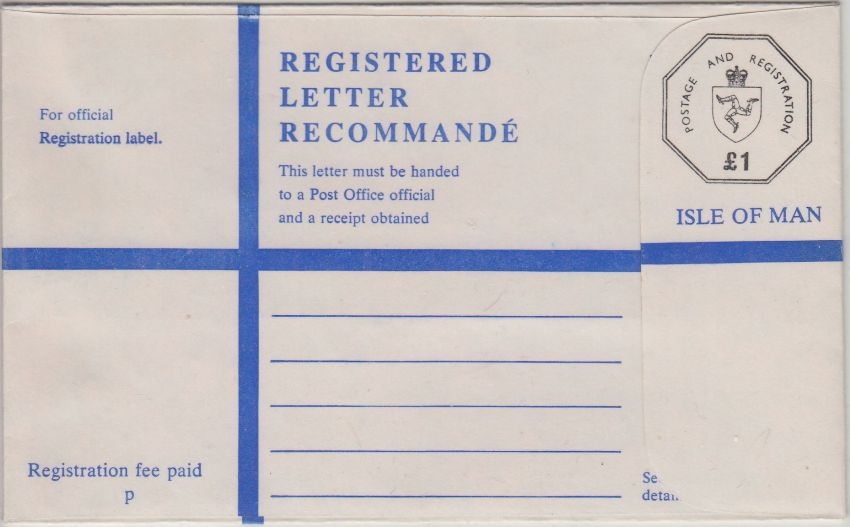 For official
Registration label.
REGISTERED
LETTER
RECOMMANDÉ
This letter must be handed
to a Post Office official
and a receipt obtained
POSTAGE AND REGISTRATION
£1
ISLE OF MAN
Registration fee paid
p